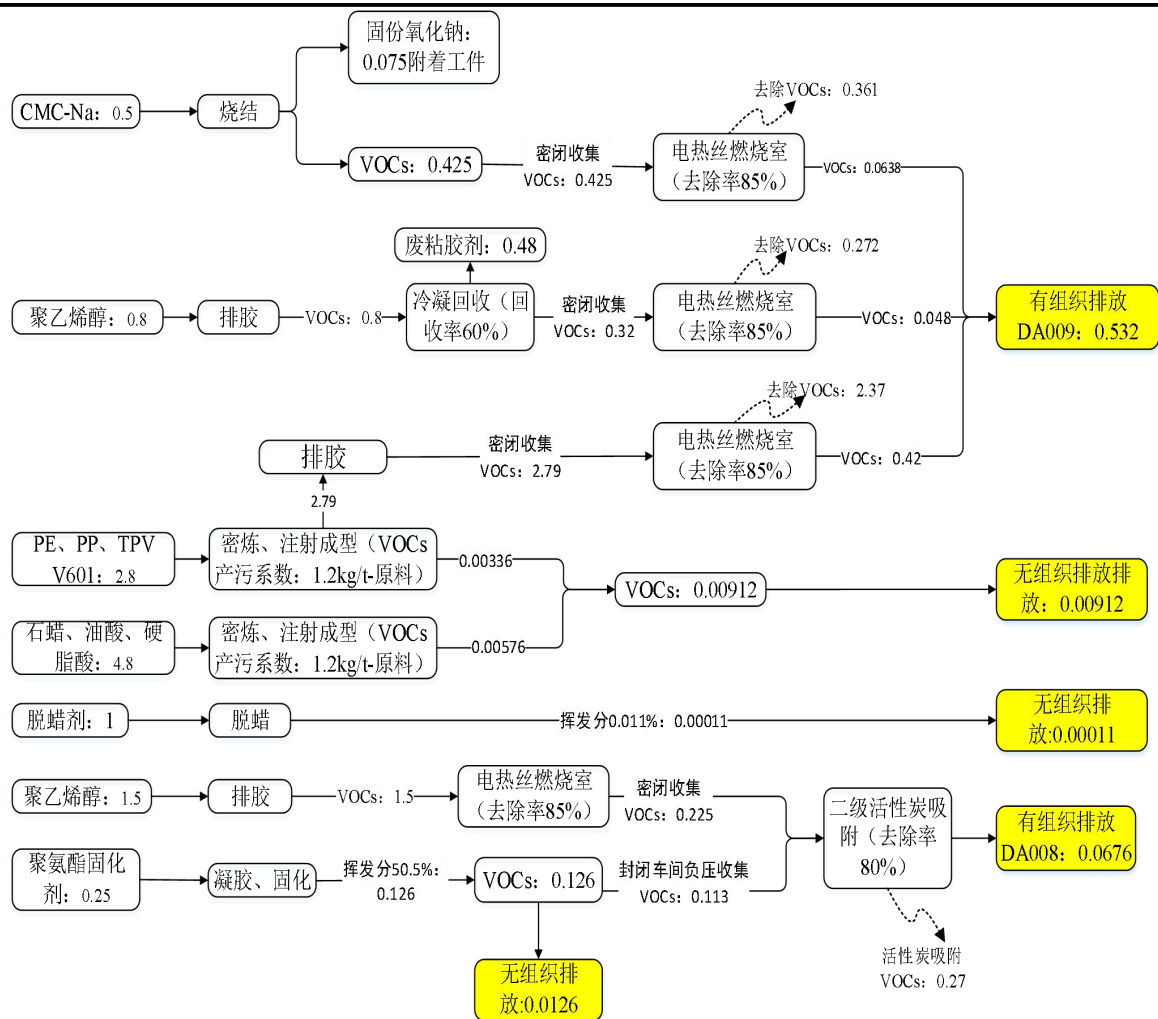 固份氧化钠：
0.075附着工件
CMC-Na：0.5
烧结
VOCs：0.425
密闭收集
VOCs：0.425
去除VOCs：0.361
电热丝燃烧室
（去除率85%）
VOCs：0.0638
废粘胶剂：0.48
聚乙烯醇：0.8
排胶
VOCs：0.8
冷凝回收（回
收率60%）
密闭收集
VOCs：0.32
去除VOCs：0.272
电热丝燃烧室
（去除率85%）
VOCs：0.048
有组织排放
DA009：0.532
排胶
密闭收集
VOCs：2.79
去除VOCs：2.37
电热丝燃烧室
（去除率85%）
VOCs：0.42
2.79
PE、PP、TPV
V601：2.8
密炼、注射成型（VOCs
产污系数：1.2kg/t-原料）
0.00336
VOCs：0.00912
无组织排放排
放：0.00912
石蜡、油酸、硬
脂酸：4.8
密炼、注射成型（VOCs
产污系数：1.2kg/t-原料）
0.00576
脱蜡剂：1
脱蜡
挥发分0.011%：0.00011
无组织排
放:0.00011
聚乙烯醇：1.5
排胶
VOCs：1.5
电热丝燃烧室
（去除率85%）
密闭收集
VOCs：0.225
二级活性炭吸
附（去除率
80%）
有组织排放
DA008：0.0676
聚氨酯固化
剂：0.25
凝胶、固化
挥发分50.5%：
0.126
VOCs：0.126
封闭车间负压收集
VOCs：0.113
活性炭吸附
VOCs：0.27
无组织排
放:0.0126